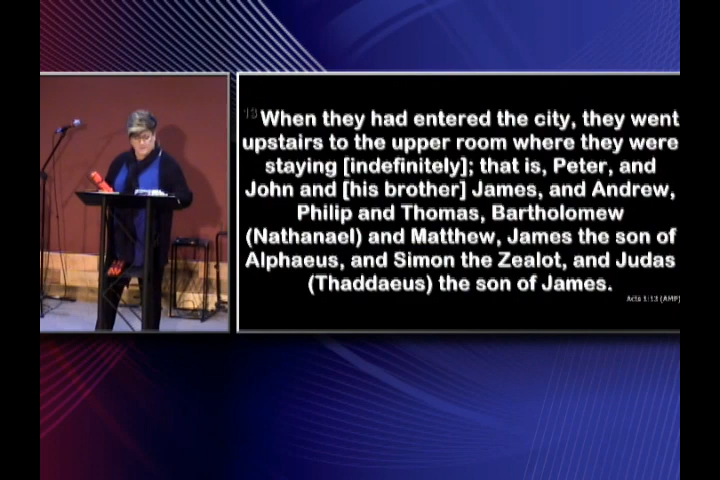 13 When they had entered the city, they went
upstairs to the upper room where they were
staying [indefinitely]; that is, Peter, and
John and [his brother] James, and Andrew,
Philip and Thomas, Bartholomew
(Nathanael) and Matthew, James the son of
Alphaeus, and Simon the Zealot, and Judas
(Thaddaeus) the son of James.
Acts 1:13 (AMP)